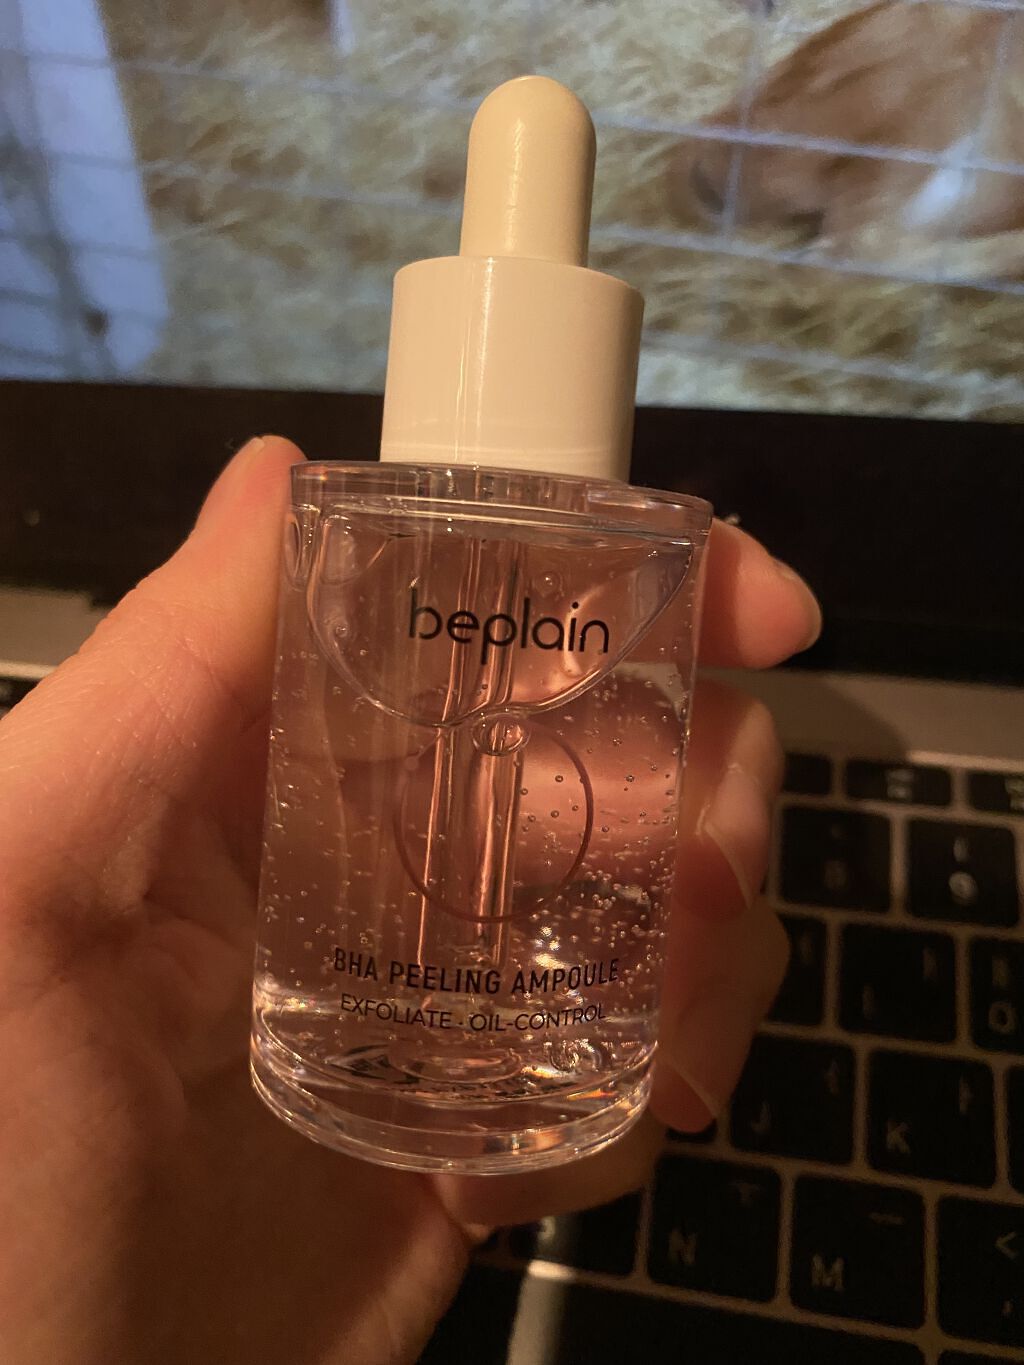 beplain
BHA PEELING AMPOULE
EXFOLIATE · OIL-CONTROL
J
K
N
M
<